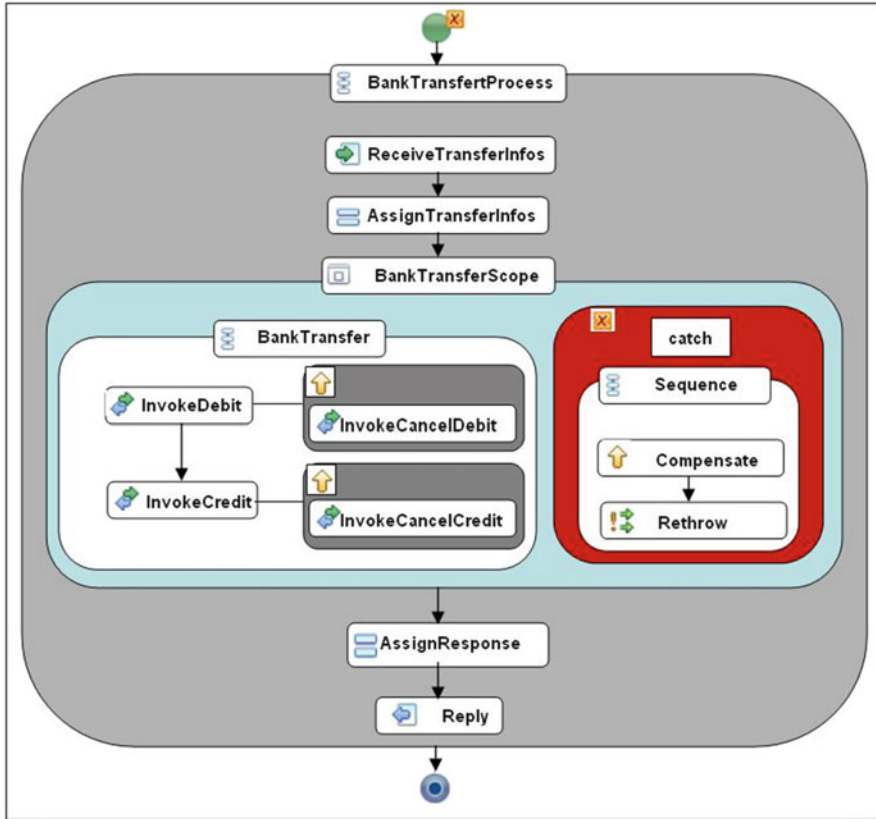 BankTransfertProcess
ReceiveTransferInfos
AssignTransferInfos
BankTransferScope
BankTransfer
InvokeDebit
InvokeCancelDebit
InvokeCredit
InvokeCancelCredit
catch
Sequence
Compensate
Rethrow
AssignResponse
Reply